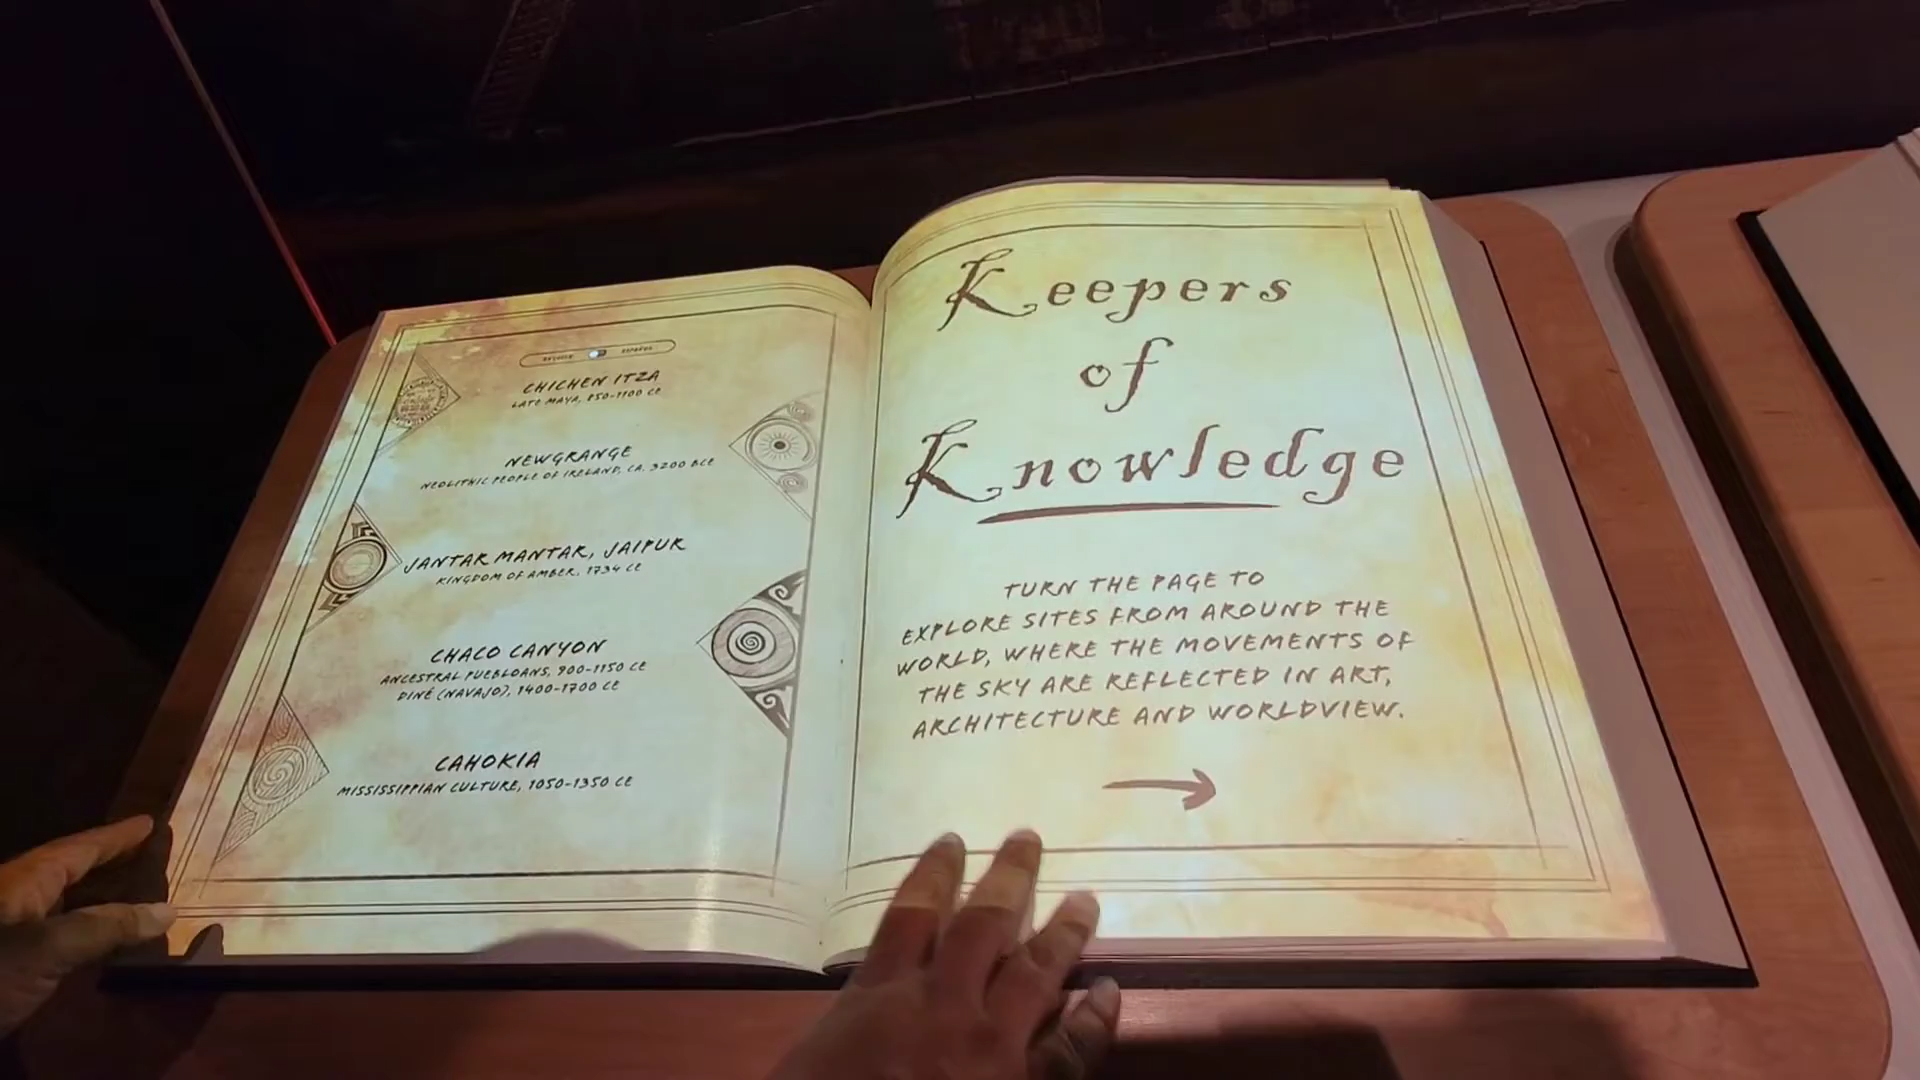 ENGLISH ESPAÑOL
CHICHEN ITZA
LATE MAYA, 850-1100 CE
NEWGRANGE
NEOLITHIC PEOPLE OF IRELAND, CA. 3200 BCE
JANTAR MANTAR, JAIPUR
KINGDOM OF AMBER, 1734 CE
CHACO CANYON
ANCESTRAL PUEBLOANS, 900-1150 CE
DINÉ (NAVAJO), 1400-1700 CE
CAHOKIA
MISSISSIPPIAN CULTURE, 1050-1350 CE
Keepers
of
Knowledge
TURN THE PAGE TO
EXPLORE SITES FROM AROUND THE
WORLD, WHERE THE MOVEMENTS OF
THE SKY ARE REFLECTED IN ART,
ARCHITECTURE AND WORLDVIEW.